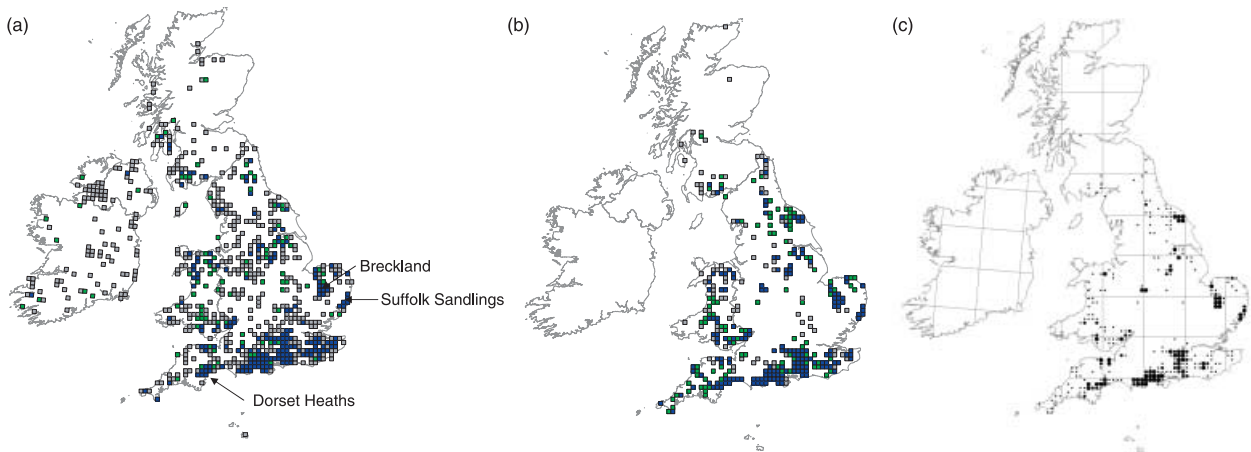 (a)
(b)
(c)
Breckland
Suffolk Sandlings
Dorset Heaths